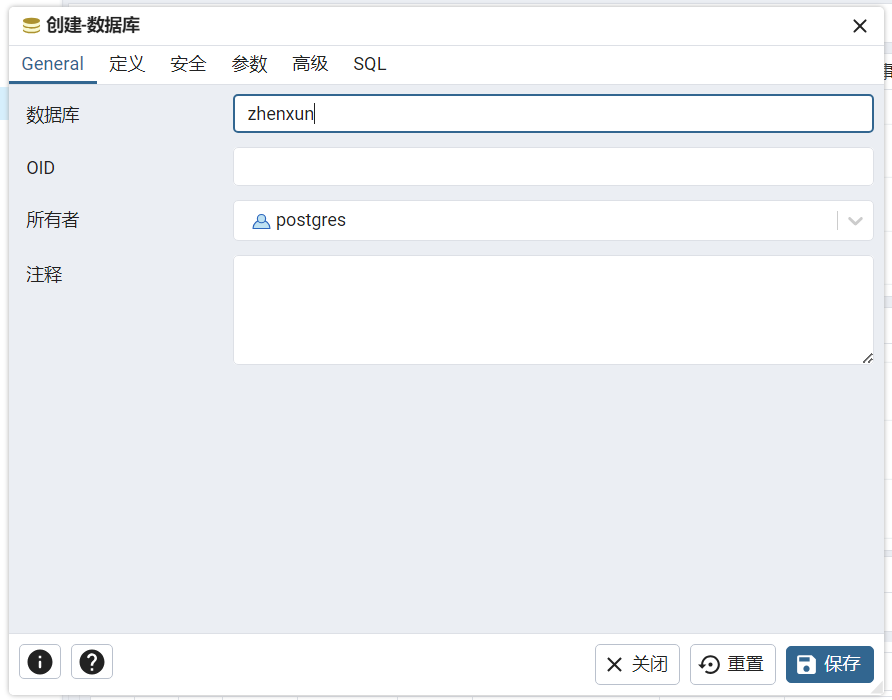 创建-数据库
General 定义 安全 参数 高级 SQL
数据库 zhenxun
OID
所有者 postgres
注释
关闭 重置 保存